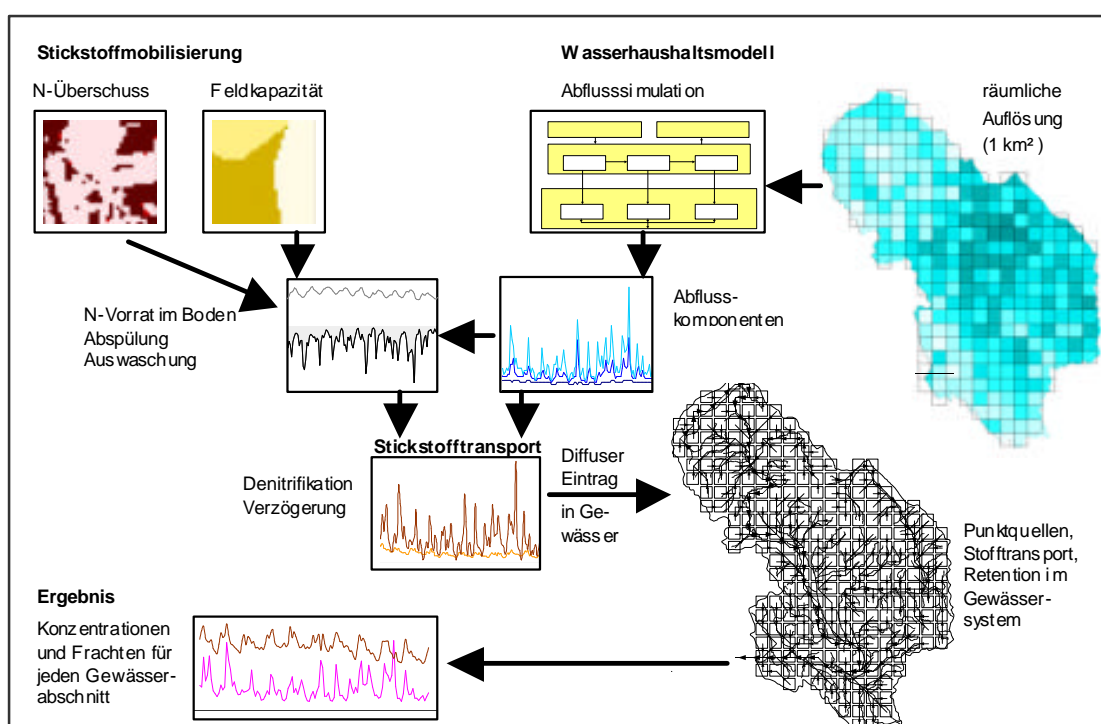 Stickstoffmobilisierung
Wasserhaushaltsmodell
N-Überschuss
Feldkapazität
Abflusssimulation
räumliche
Auflösung
(1 km²)
N-Vorrat im Boden
Abspülung
Auswaschung
Abfluss-
komponenten
Stickstofftransport
Denitrifikation
Verzögerung
Diffuser
Eintrag
in Ge-
wässer
Punktquellen,
Stofftransport,
Retention im
Gewässer-
system
Ergebnis
Konzentrationen
und Frachten für
jeden Gewässer-
abschnitt